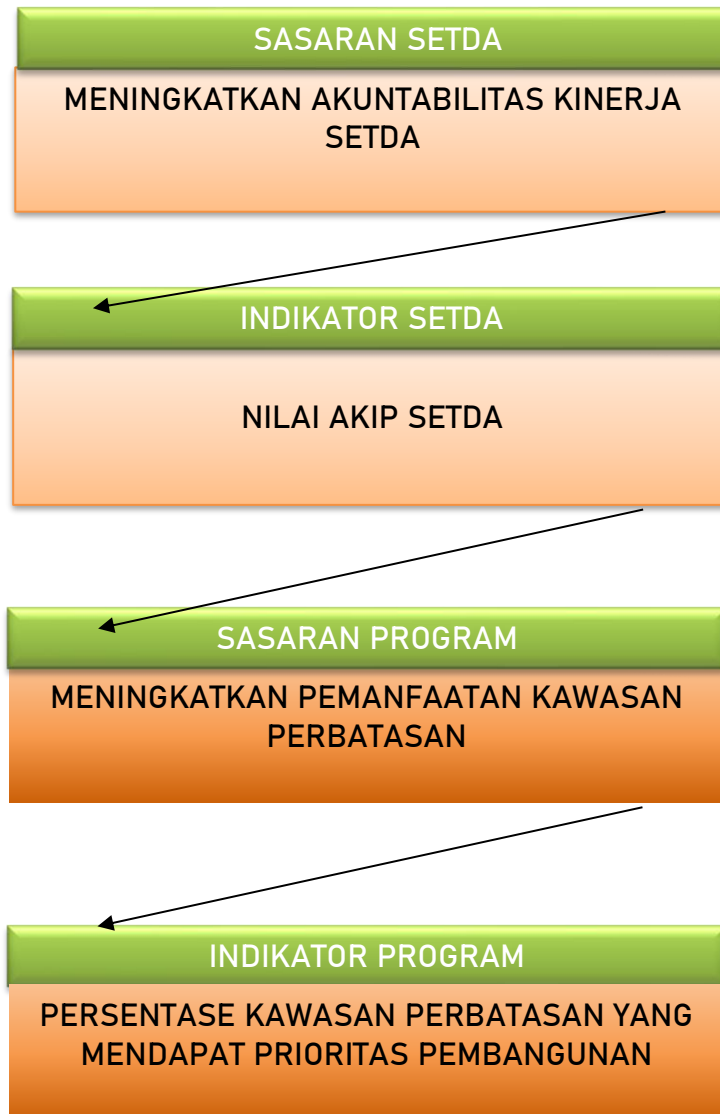 SASARAN SETDA
MENINGKATKAN AKUNTABILITAS KINERJA
SETDA
INDIKATOR SETDA
NILAI AKIP SETDA
SASARAN PROGRAM
MENINGKATKAN PEMANFAATAN KAWASAN
PERBATASAN
INDIKATOR PROGRAM
PERSENTASE KAWASAN PERBATASAN YANG
MENDAPAT PRIORITAS PEMBANGUNAN